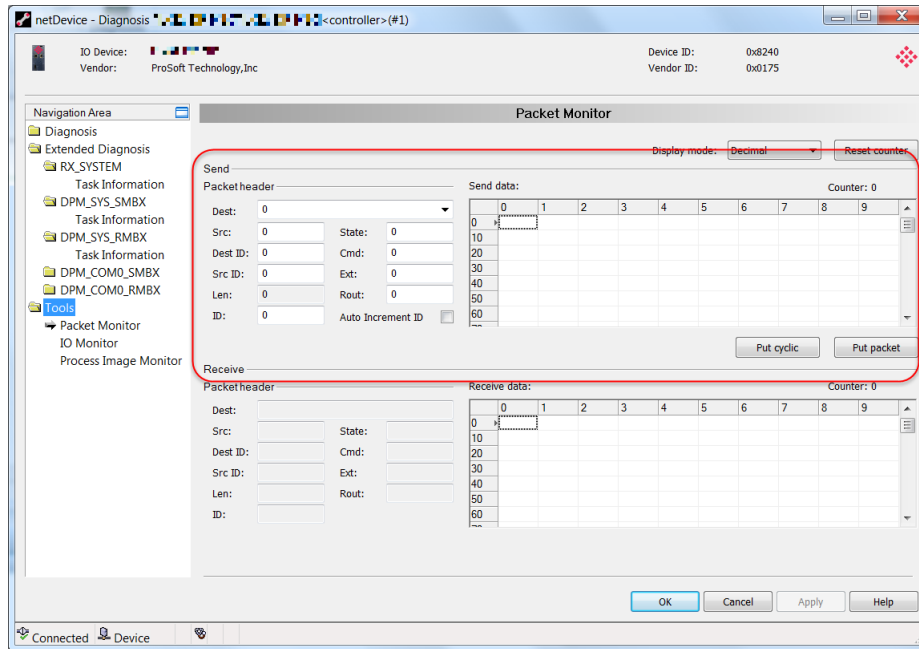 netDevice - Diagnosis <controller>(#1)
IO Device:
Vendor: ProSoft Technology,Inc
Device ID: 0x8240
Vendor ID: 0x0175
Navigation Area
Diagnosis
Extended Diagnosis
RX_SYSTEM
Task Information
DPM_SYS_SMBX
Task Information
DPM_SYS_RMBX
Task Information
DPM_COM0_SMBX
DPM_COM0_RMBX
Tools
Packet Monitor
IO Monitor
Process Image Monitor
Packet Monitor
Display mode: Decimal Reset counter
Send
Packet header
Dest: 0
Src: 0 State: 0
Dest ID: 0 Cmd: 0
Src ID: 0 Ext: 0
Len: 0 Rout: 0
ID: 0 Auto Increment ID
Send data: Counter: 0
0 1 2 3 4 5 6 7 8 9
0
10
20
30
40
50
60
Put cyclic Put packet
Receive
Packet header
Dest:
Src: State:
Dest ID: Cmd:
Src ID: Ext:
Len: Rout:
ID:
Receive data: Counter: 0
0 1 2 3 4 5 6 7 8 9
0
10
20
30
40
50
60
OK Cancel Apply Help
Connected Device